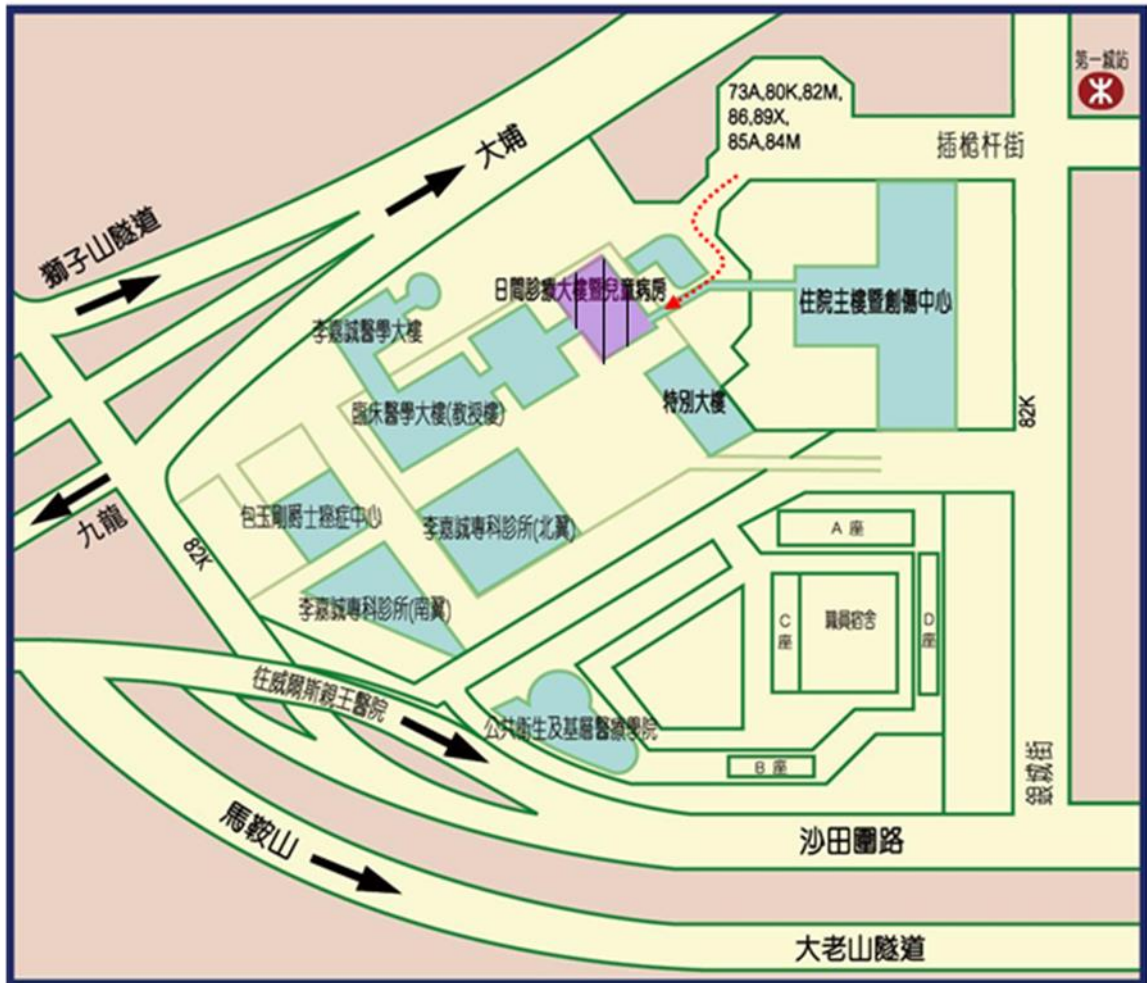 第一城站
73A,80K,82M,
86,89X,
85A,84M
插桅杆街
大埔
獅子山隧道
日間診療大樓暨兒童病房
住院主樓暨創傷中心
李嘉誠醫學大樓
特別大樓
臨床醫學大樓(教授樓)
82K
九龍
82K
包玉剛爵士癌症中心
李嘉誠專科診所(北翼)
A 座
李嘉誠專科診所(南翼)
C座
職員宿舍
D座
往威爾斯親王醫院
公共衞生及基層醫療學院
B 座
銀城街
馬鞍山
沙田圍路
大老山隧道